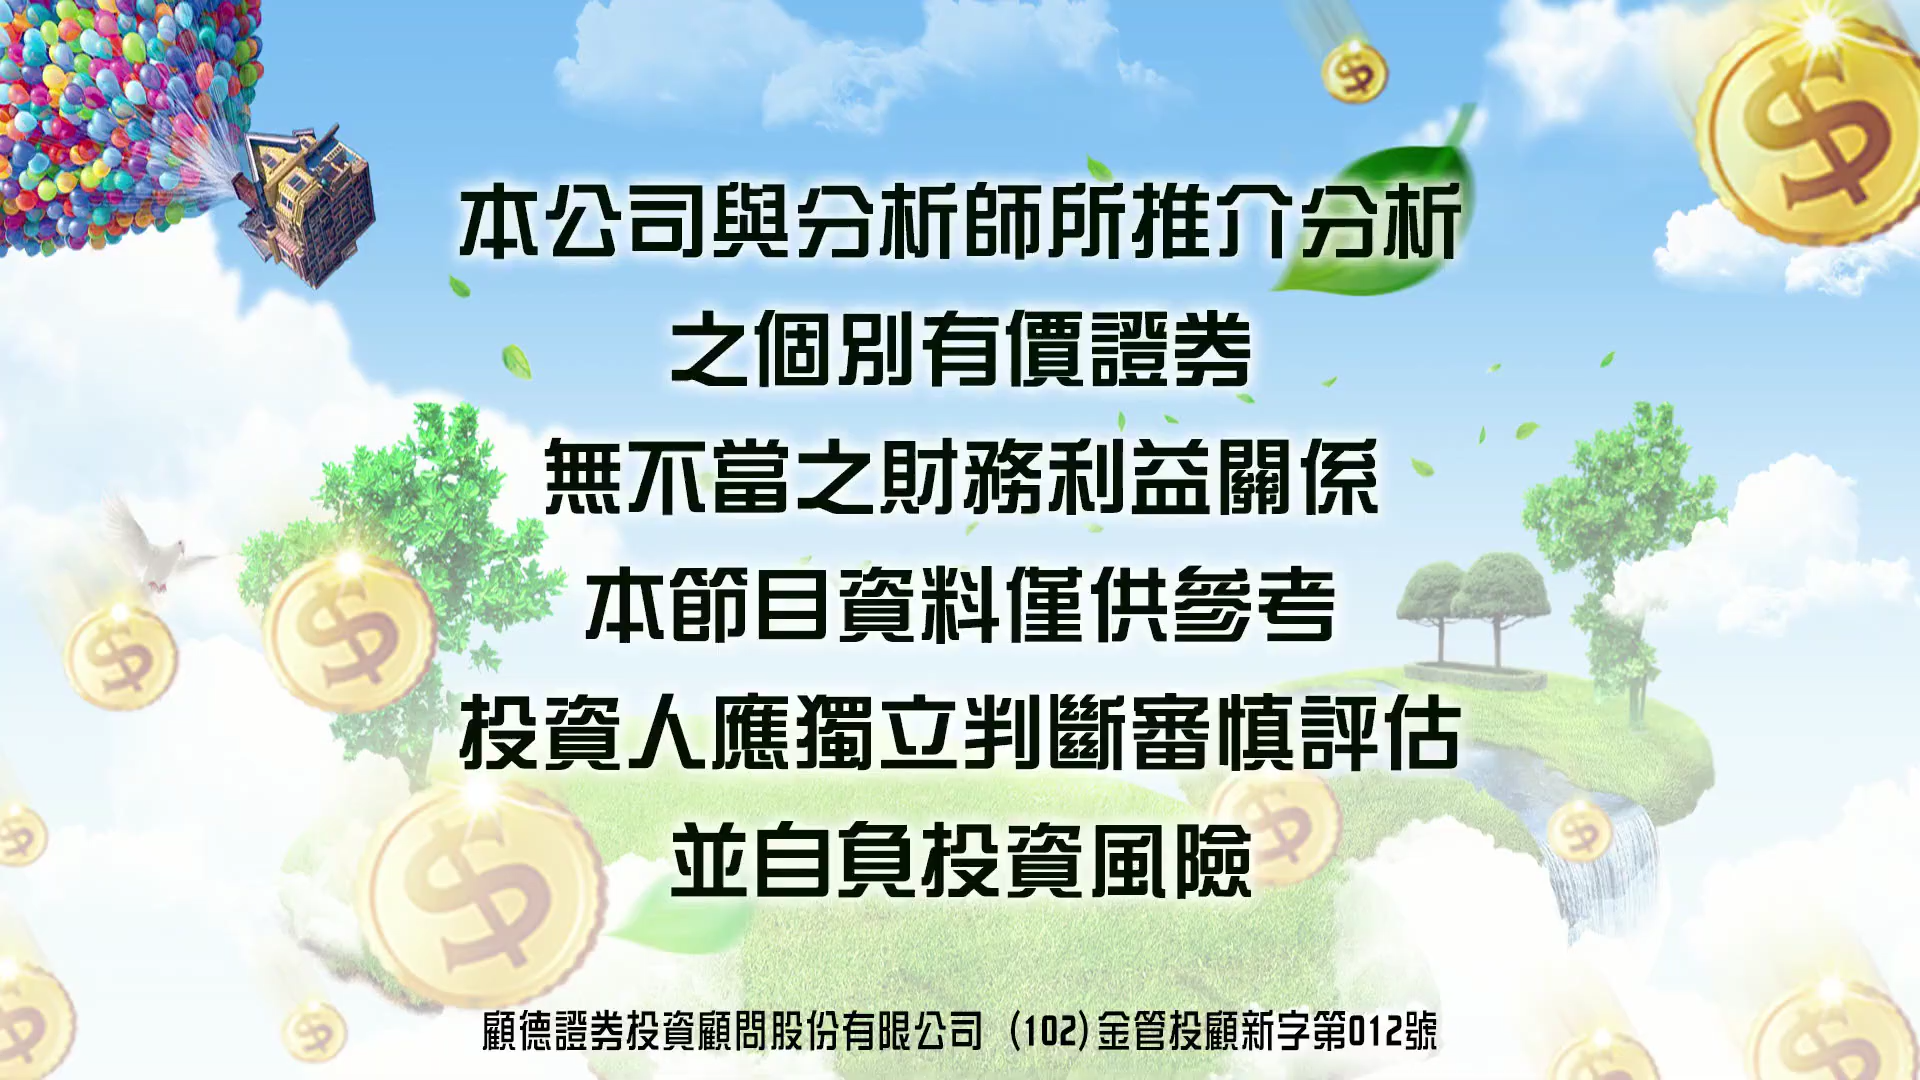 本公司與分析師所推介分析
之個別有價證券
無不當之財務利益關係
本節目資料僅供參考
投資人應獨立判斷審慎評估
並自負投資風險
顧德證券投資顧問股份有限公司 (102)金管投顧新字第012號